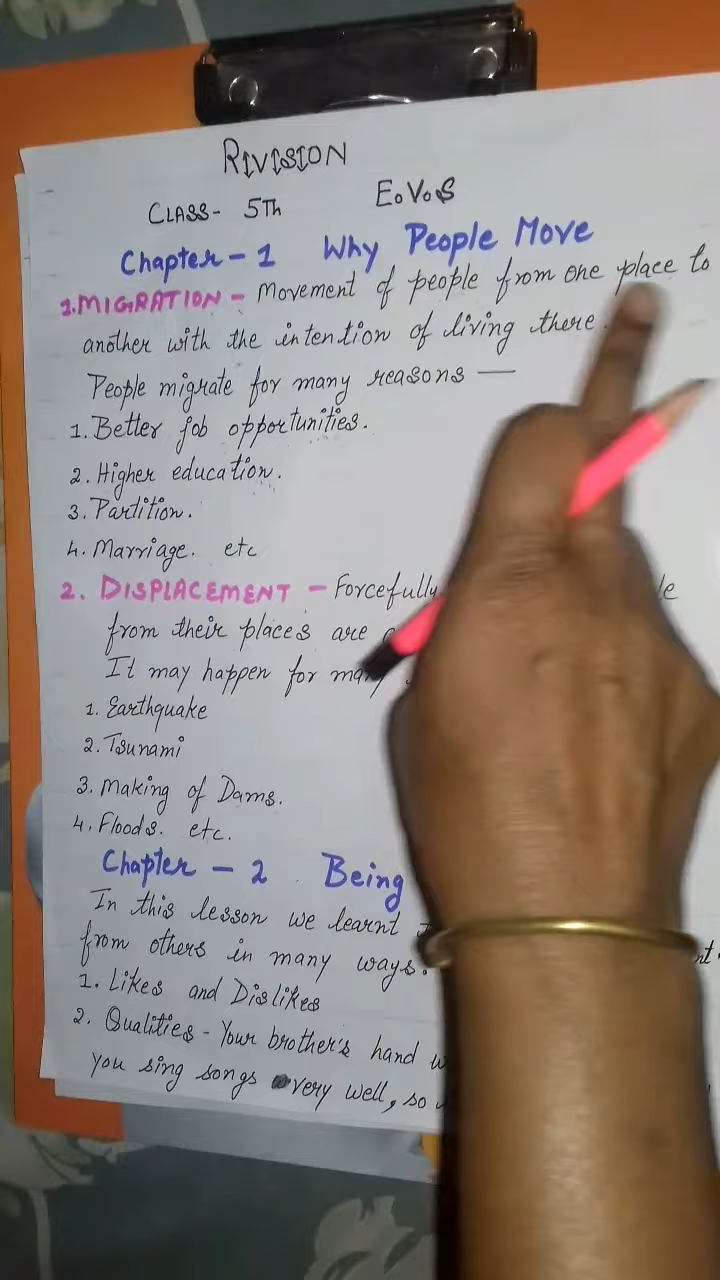 RIVISION
CLASS- 5Th E.V.S
Chapter-1 Why People Move
1.MIGRATION - Movement of people from one place to
another with the intention of living there.
People migrate for many reasons —
1. Better job opportunities.
2. Higher education.
3. Partition.
4. Marriage. etc
2. DISPLACEMENT - Forcefully
from their places are
It may happen for many
1. Earthquake
2. Tsunami
3. Making of Dams.
4. Floods. etc.
Chapter - 2 Being
In this lesson we learnt
from others in many ways.
1. Likes and Dislikes
2. Qualities - Your brother's hand
you sing songs very well, so